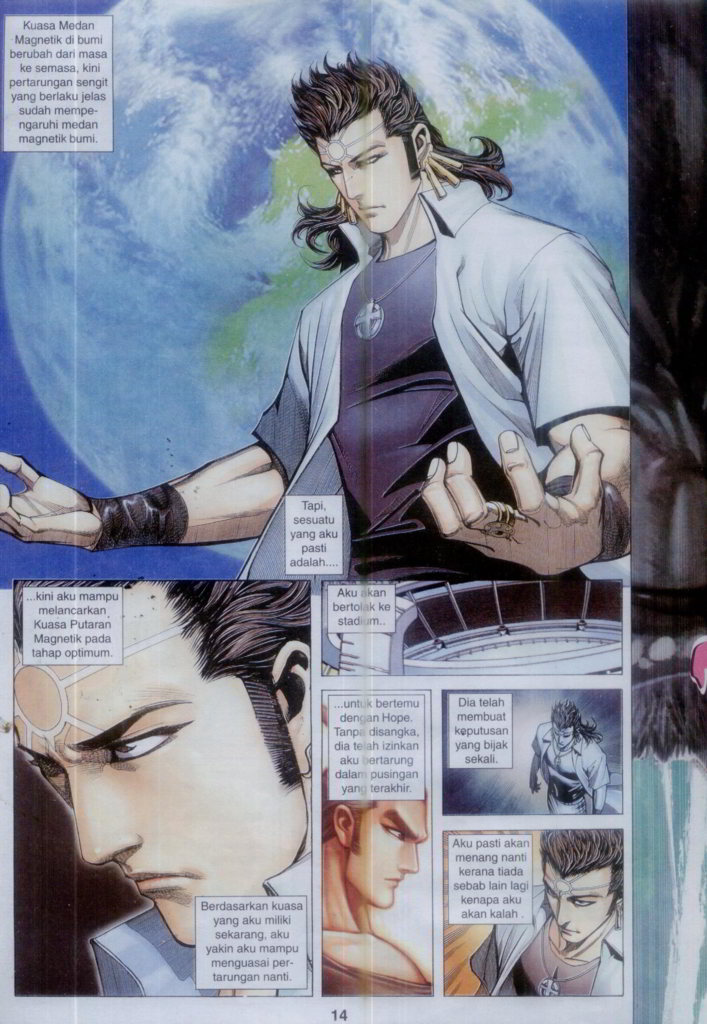 Kuasa Medan
Magnetik di bumi
berubah dari masa
ke semasa, kini
pertarungan sengit
yang berlaku jelas
sudah mempe-
ngaruhi medan
magnetik bumi.
Tapi,
sesuatu
yang aku
pasti
adalah....
...kini aku mampu
melancarkan
Kuasa Putaran
Magnetik pada
tahap optimum.
Berdasarkan kuasa
yang aku miliki
sekarang, aku
yakin aku mampu
menguasai per-
tarungan nanti.
Aku akan
bertolak ke
stadium..
...untuk bertemu
dengan Hope.
Tanpa disangka,
dia telah izinkan
aku bertarung
dalam pusingan
yang terakhir.
Dia telah
membuat
keputusan
yang bijak
sekali.
Aku pasti akan
menang nanti
kerana tiada
sebab lain lagi
kenapa aku
akan kalah .
14